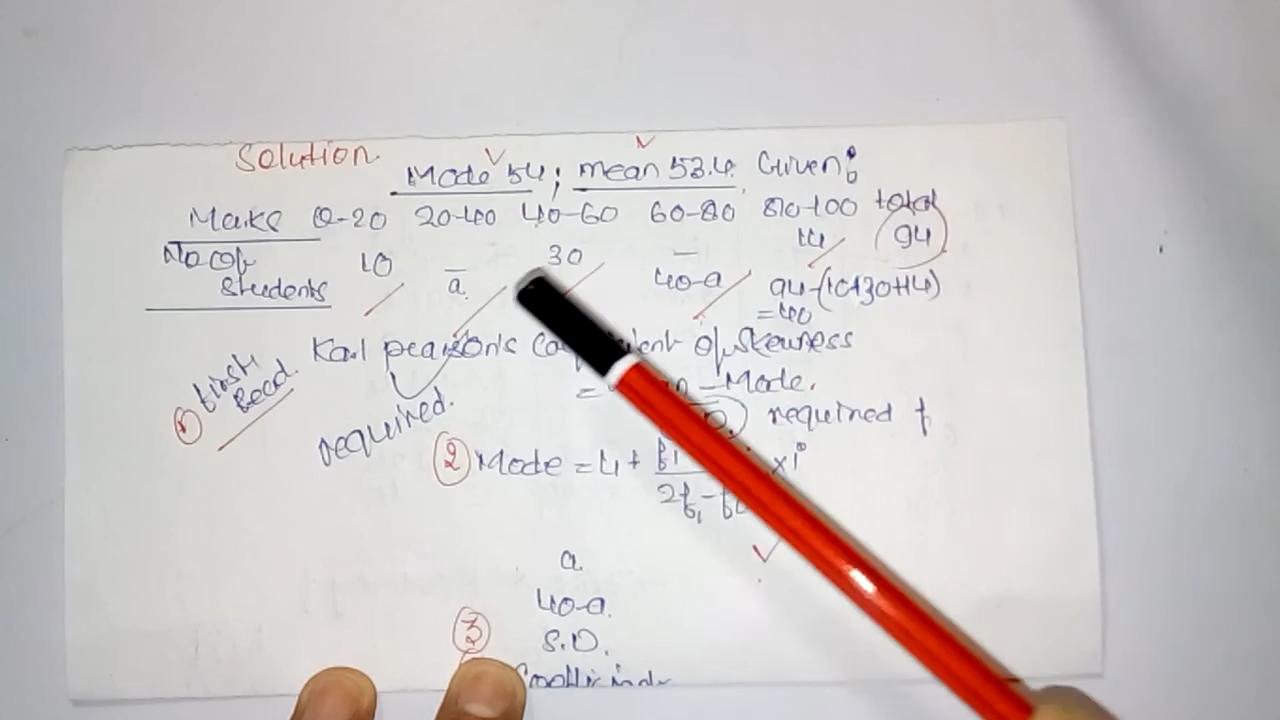 Solution
Mode 54; mean 53.4 Given:
Marks 0-20 20-40 40-60 60-80 80-100 total
No of Students 10 a 30 40-a 14 94
94-(10+30+14)
=40
① first Read.
Karl pearson's of skewness
= -Mode.
required. required
② Mode = L1 + f1 xi
2f1-f0
a.
40-a.
③ S.D.